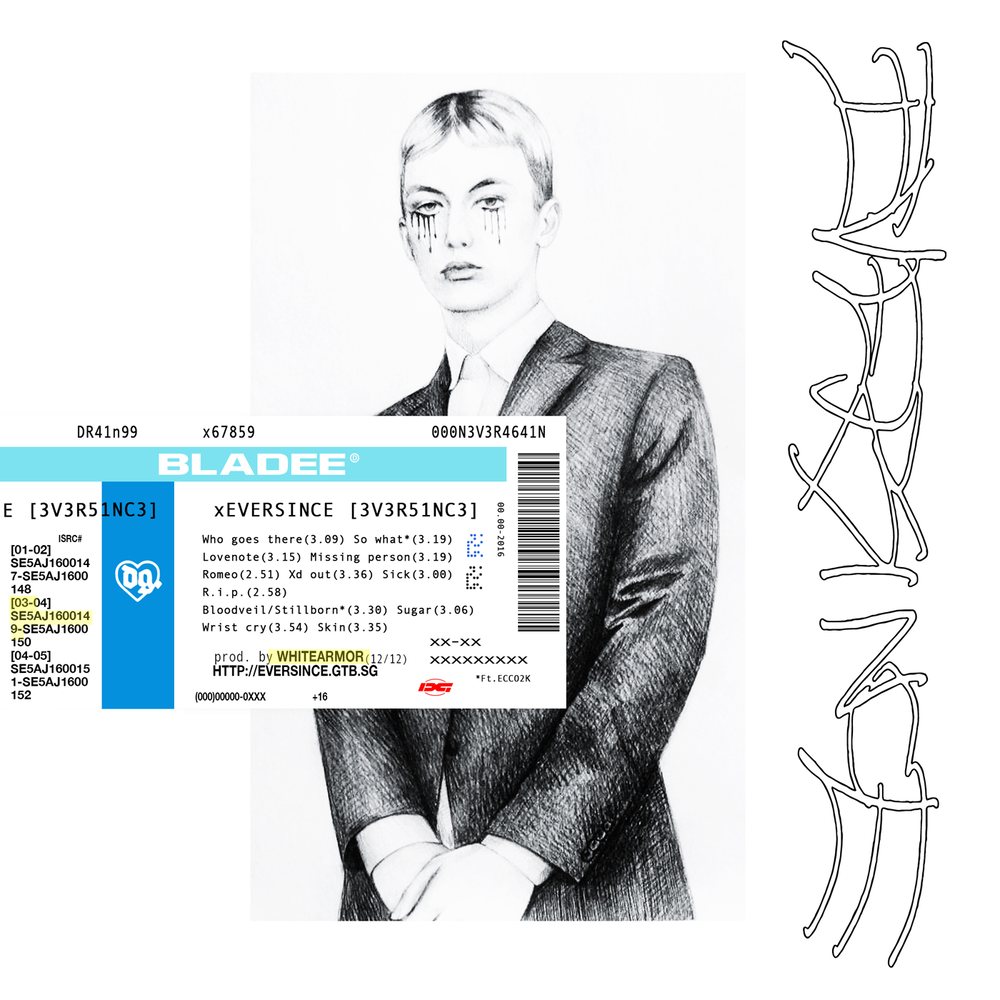 DR41n99 x67859 000N3V3R4641N
BLADEE®
E [3V3R51NC3]
xEVERSINCE [3V3R51NC3]
ISRC#
[01-02]
SE5AJ160014
7-SE5AJ1600
148
[03-04]
SE5AJ160014
9-SE5AJ1600
150
[04-05]
SE5AJ160015
1-SE5AJ1600
152
DG
Who goes there(3.09) So what*(3.19)
Lovenote(3.15) Missing person(3.19)
Romeo(2.51) Xd out(3.36) Sick(3.00)
R.i.p.(2.58)
Bloodveil/Stillborn*(3.30) Sugar(3.06)
Wrist cry(3.54) Skin(3.35)
00.00-2016
prod. by WHITEARMOR(12/12)
HTTP://EVERSINCE.GTB.SG
XX-XX
XXXXXXXXX
*Ft.ECCO2K
(000)00000-0XXX +16